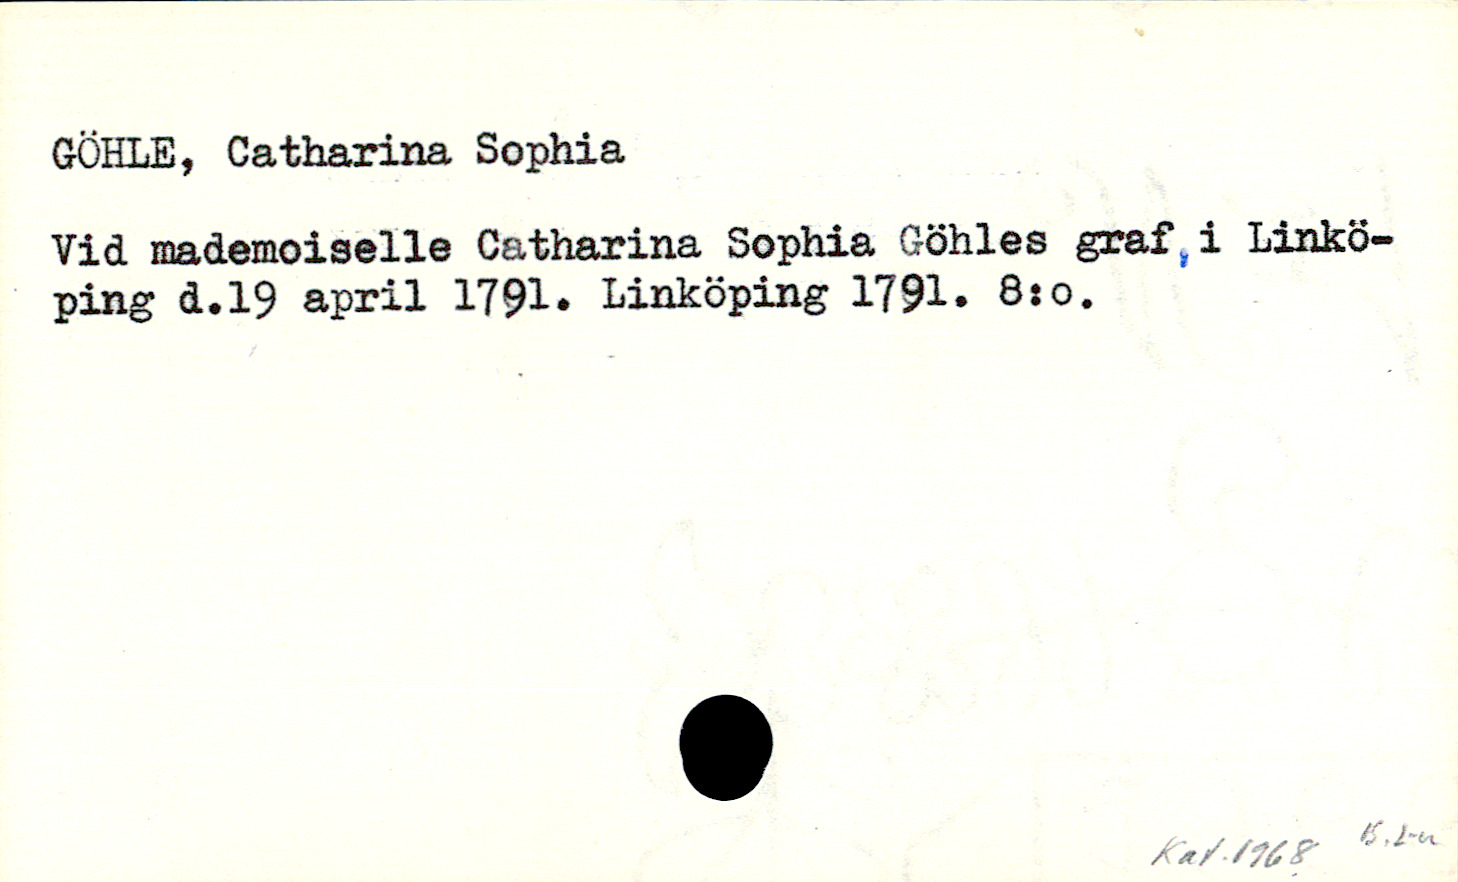 GÖHLE, Catharina Sophia
Vid mademoiselle Catharina Sophia Göhles graf, i Linkö-
ping d.19 april 1791. Linköping 1791. 8:o.
Kat. 1968 B.L-n